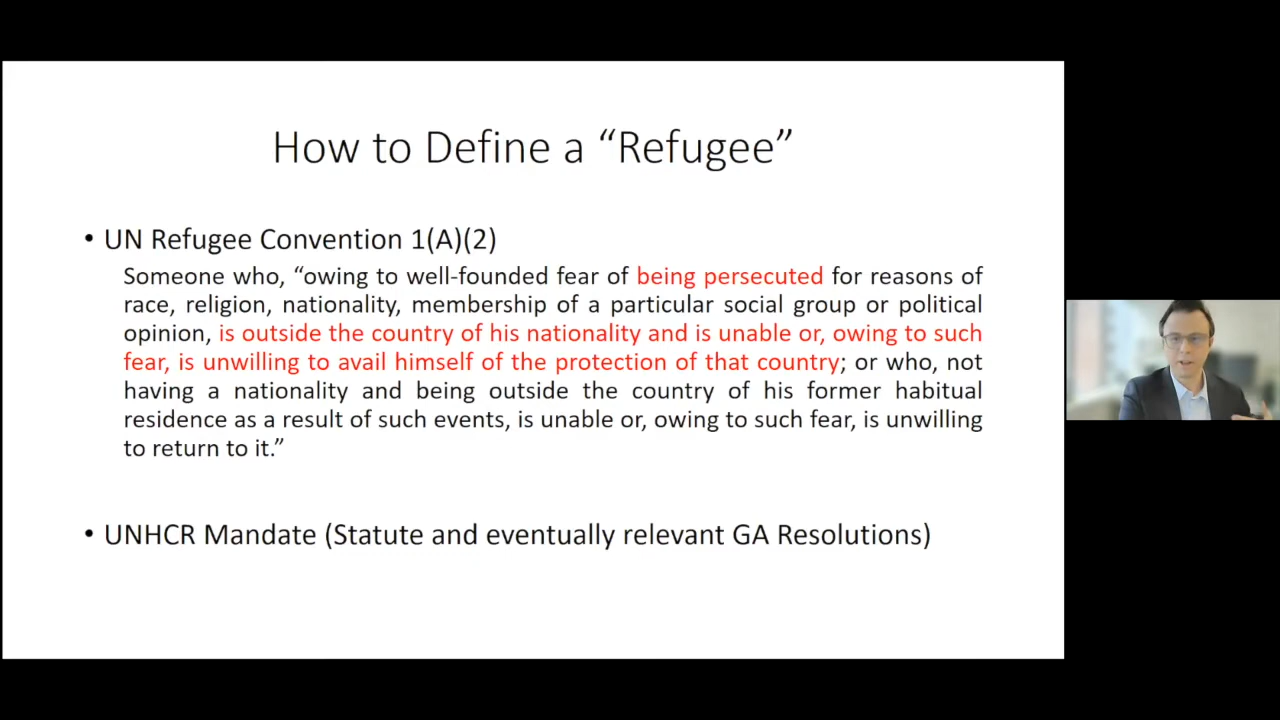 How to Define a “Refugee”
• UN Refugee Convention 1(A)(2)
Someone who, “owing to well-founded fear of being persecuted for reasons of
race, religion, nationality, membership of a particular social group or political
opinion, is outside the country of his nationality and is unable or, owing to such
fear, is unwilling to avail himself of the protection of that country; or who, not
having a nationality and being outside the country of his former habitual
residence as a result of such events, is unable or, owing to such fear, is unwilling
to return to it.”
• UNHCR Mandate (Statute and eventually relevant GA Resolutions)